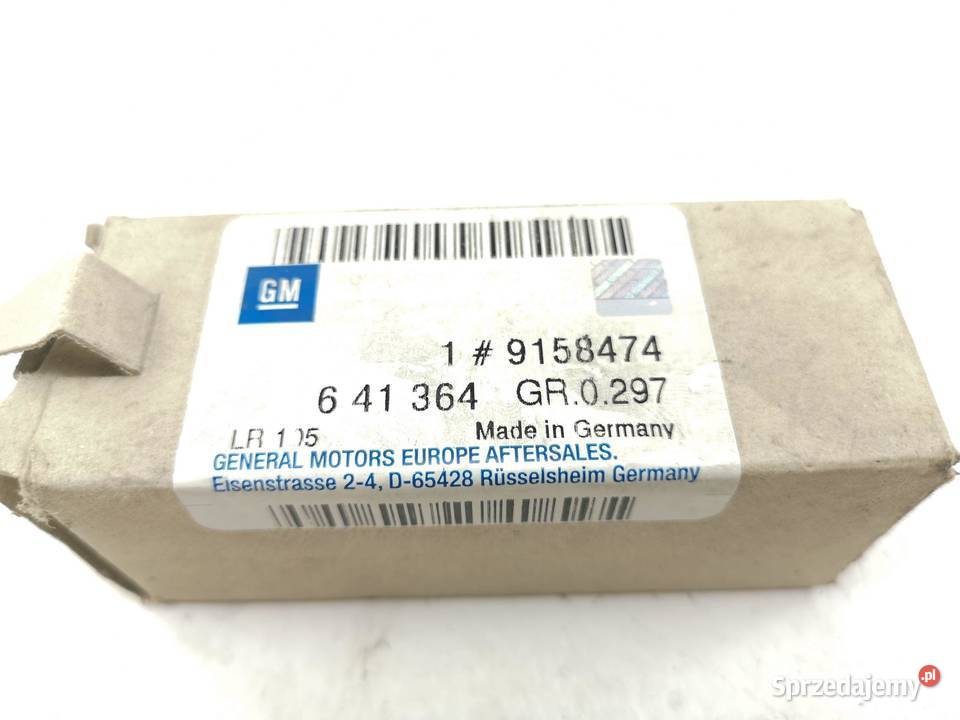 GM
1 # 9158474
6 41 364 GR.0.297
LR 105 Made in Germany
GENERAL MOTORS EUROPE AFTERSALES.
Eisenstrasse 2-4, D-65428 Rüsselsheim Germany
Sprzedajemy.pl